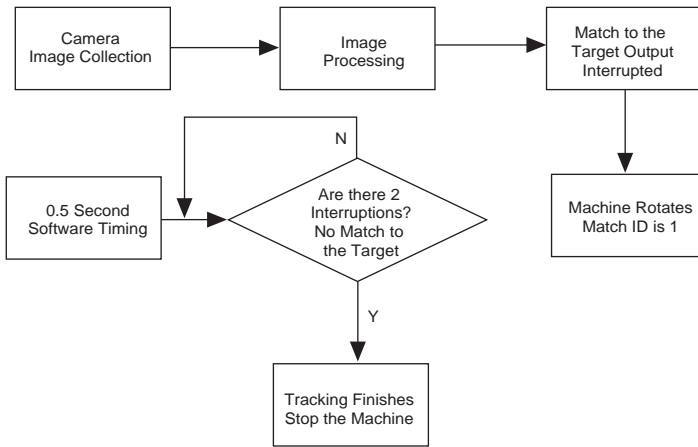 Camera
Image Collection
Image
Processing
Match to the
Target Output
Interrupted
N
0.5 Second
Software Timing
Are there 2
Interruptions?
No Match to
the Target
Machine Rotates
Match ID is 1
Y
Tracking Finishes
Stop the Machine